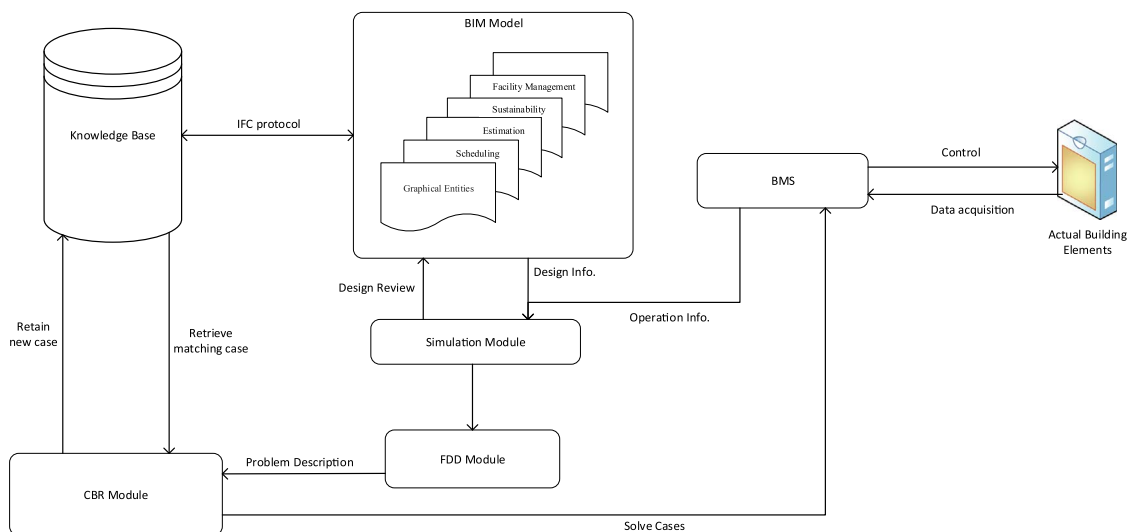 BIM Model
Facility Management
Sustainability
Estimation
Scheduling
Graphical Entities
Knowledge Base
IFC protocol
BMS
Control
Data acquisition
Actual Building
Elements
Design Review
Design Info.
Operation Info.
Simulation Module
Retain
new case
Retrieve
matching case
FDD Module
Problem Description
CBR Module
Solve Cases